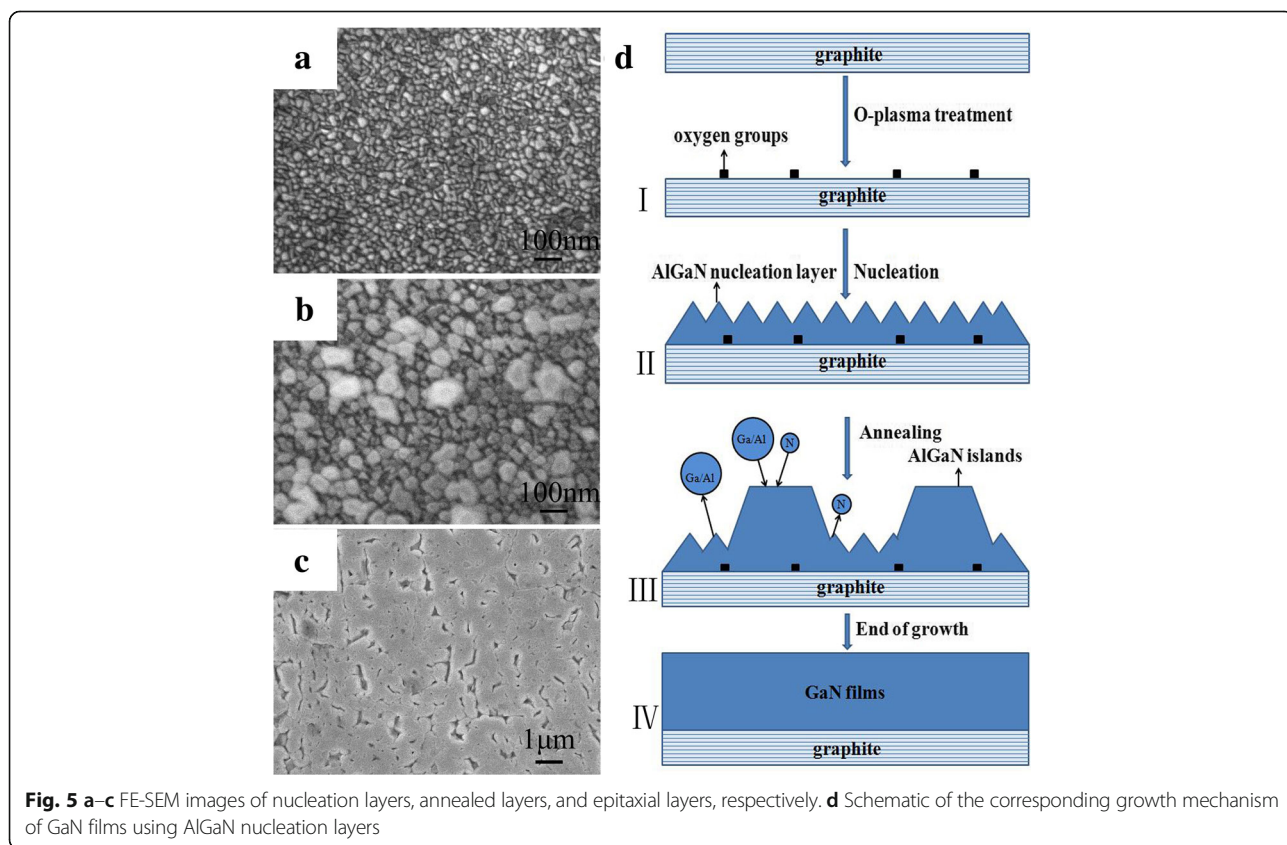 a
100nm
b
100nm
c
1μm
d
graphite
O-plasma treatment
oxygen groups
I
graphite
AlGaN nucleation layer
Nucleation
II
graphite
Annealing
Ga/Al
N
AlGaN islands
Ga/Al
N
III
graphite
End of growth
GaN films
IV
graphite
Fig. 5 a–c FE-SEM images of nucleation layers, annealed layers, and epitaxial layers, respectively. d Schematic of the corresponding growth mechanism
of GaN films using AlGaN nucleation layers